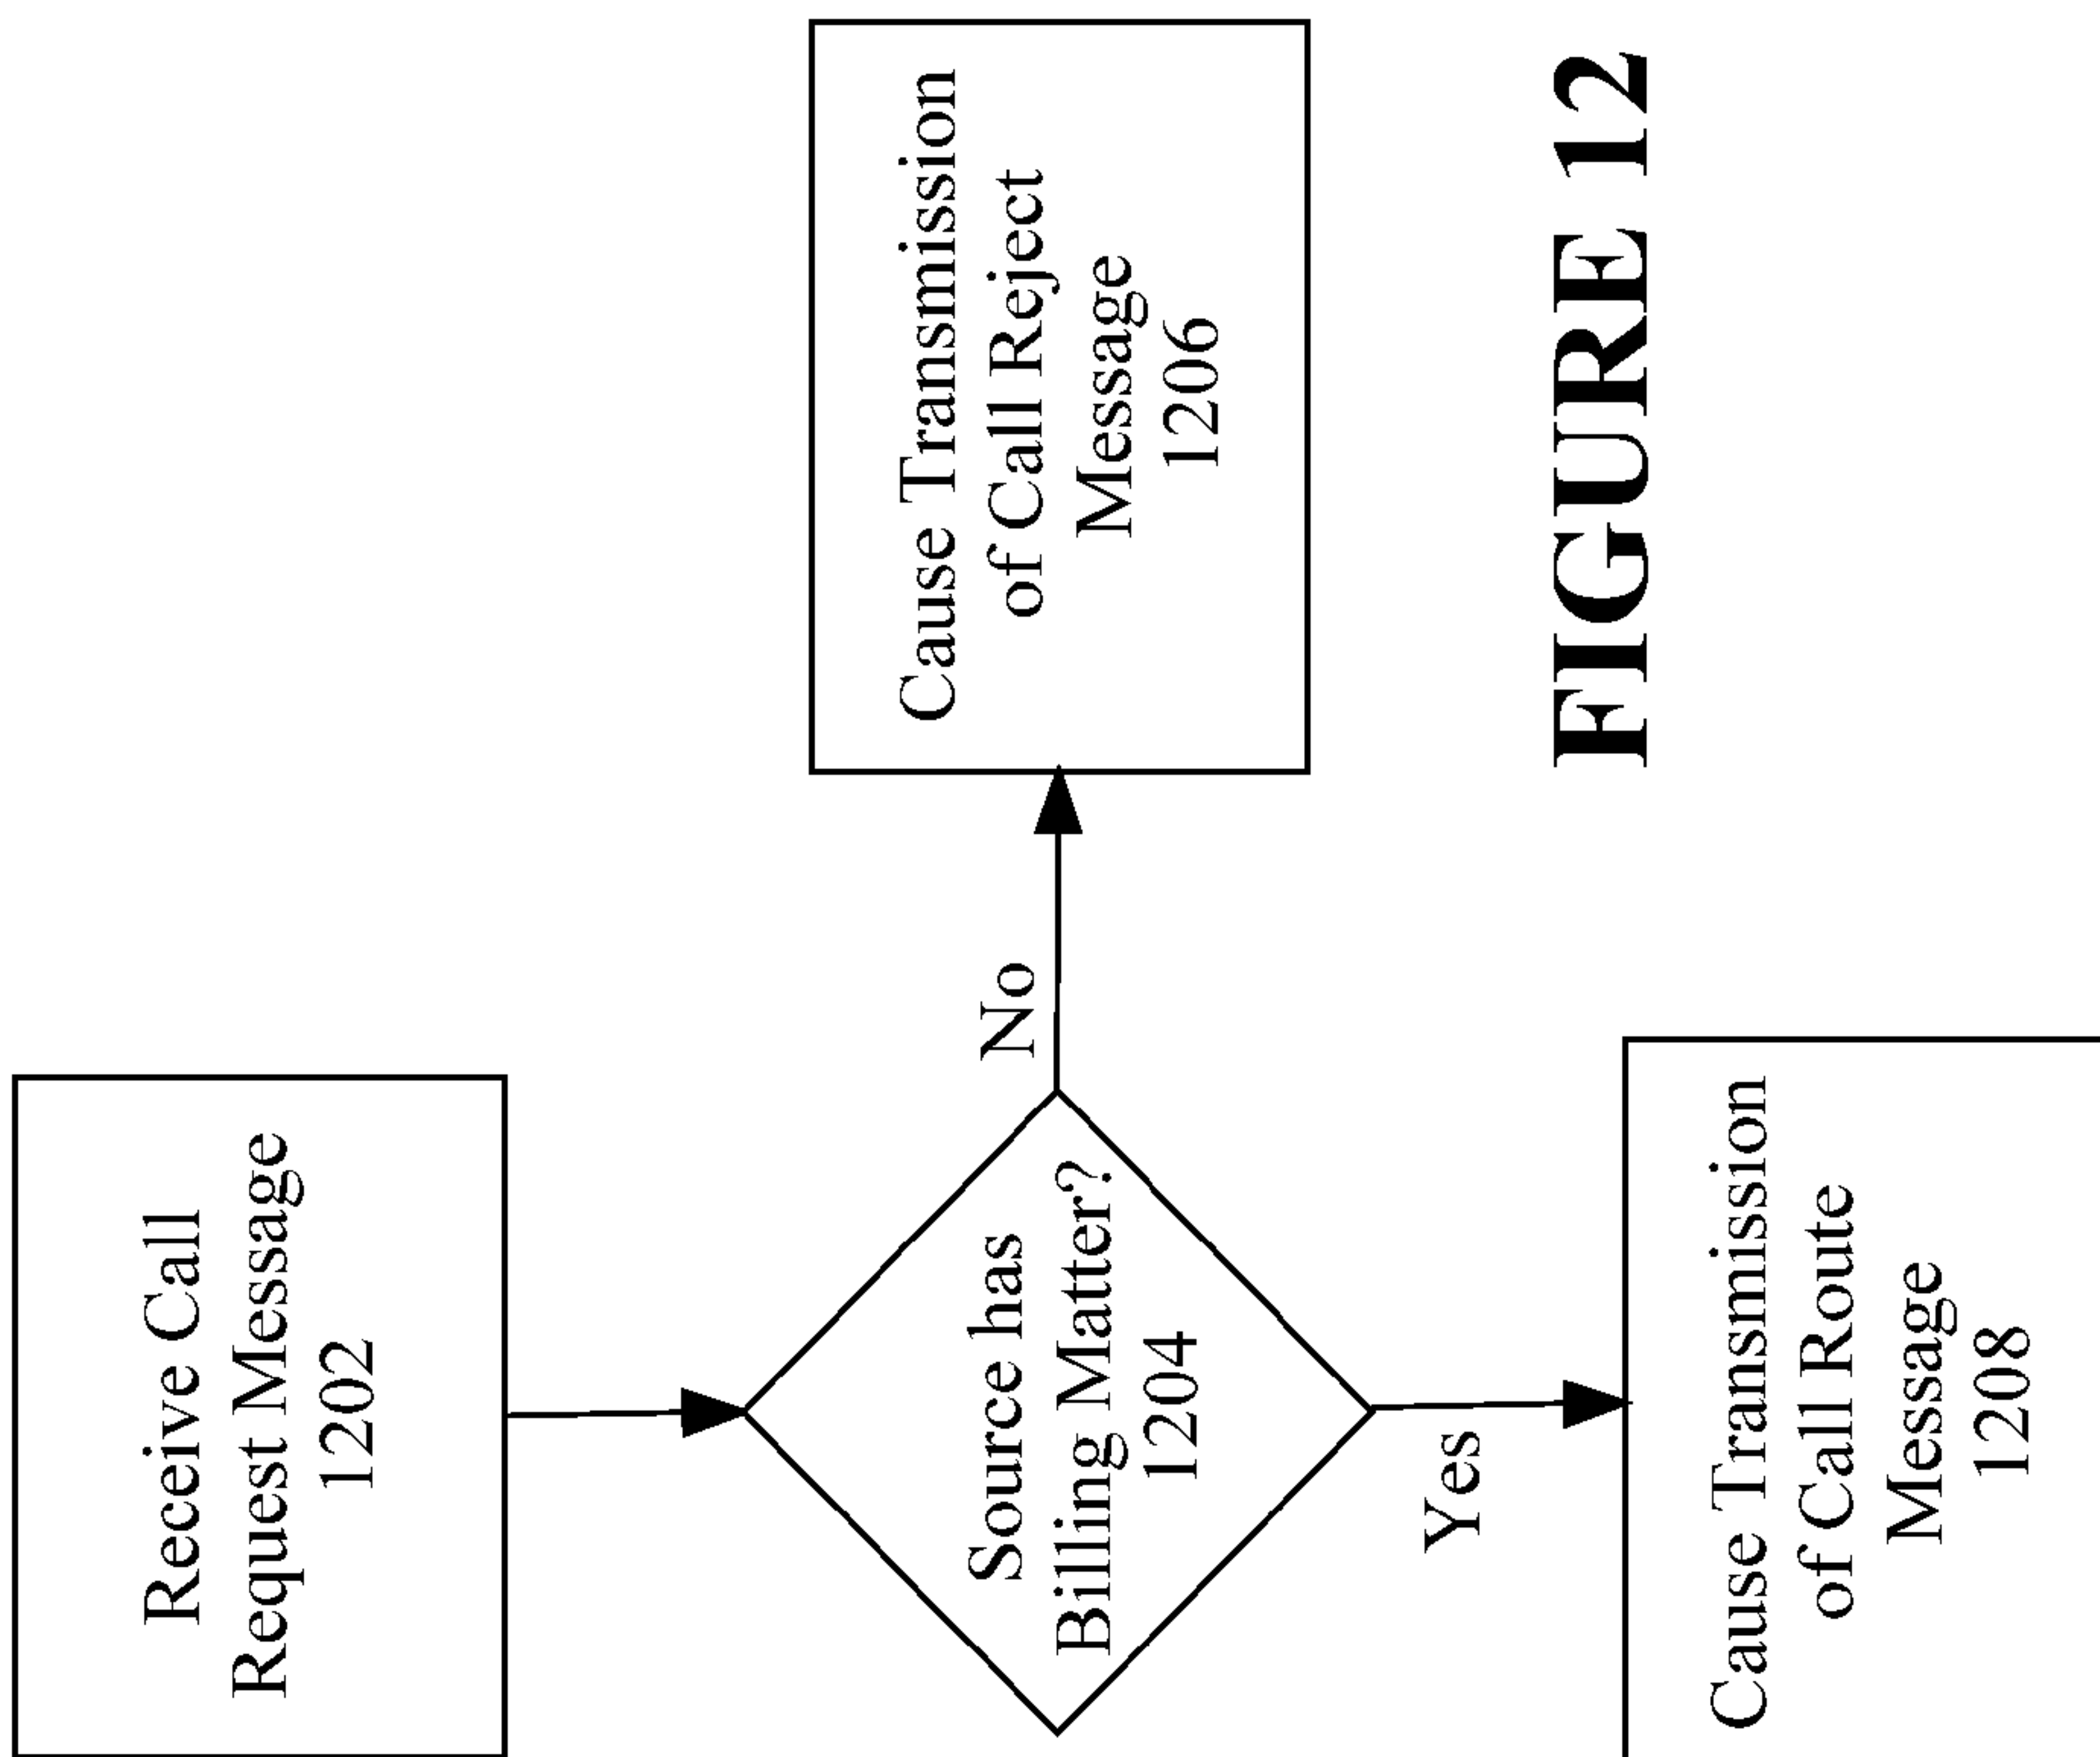 Receive Call
Request Message
1202
Source has
Billing Matter?
1204
No
Cause Transmission
of Call Reject
Message
1206
Yes
Cause Transmission
of Call Route
Message
1208
FIGURE 12